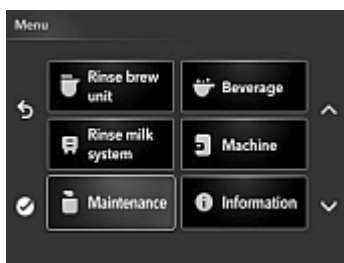 Menu
Rinse brew
unit
Beverage
Rinse milk
system
Machine
Maintenance
Information